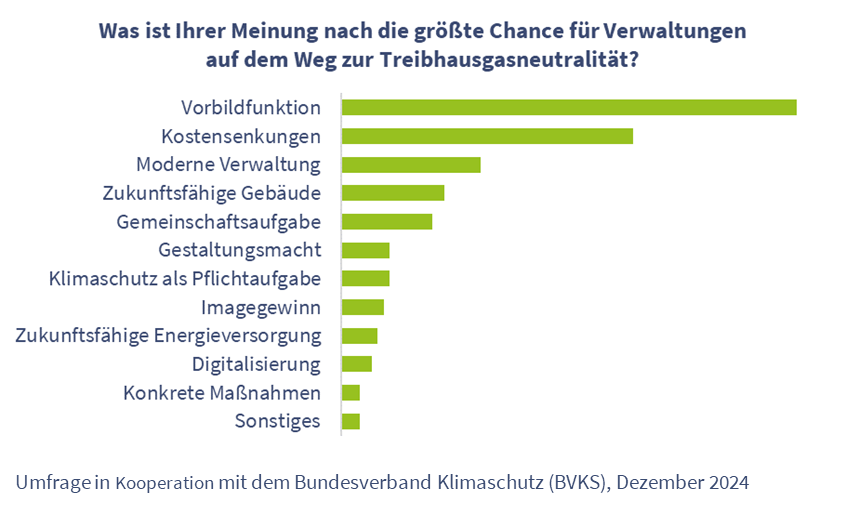 Was ist Ihrer Meinung nach die größte Chance für Verwaltungen
auf dem Weg zur Treibhausgasneutralität?
Vorbildfunktion
Kostensenkungen
Moderne Verwaltung
Zukunftsfähige Gebäude
Gemeinschaftsaufgabe
Gestaltungsmacht
Klimaschutz als Pflichtaufgabe
Imagegewinn
Zukunftsfähige Energieversorgung
Digitalisierung
Konkrete Maßnahmen
Sonstiges
Umfrage in Kooperation mit dem Bundesverband Klimaschutz (BVKS), Dezember 2024